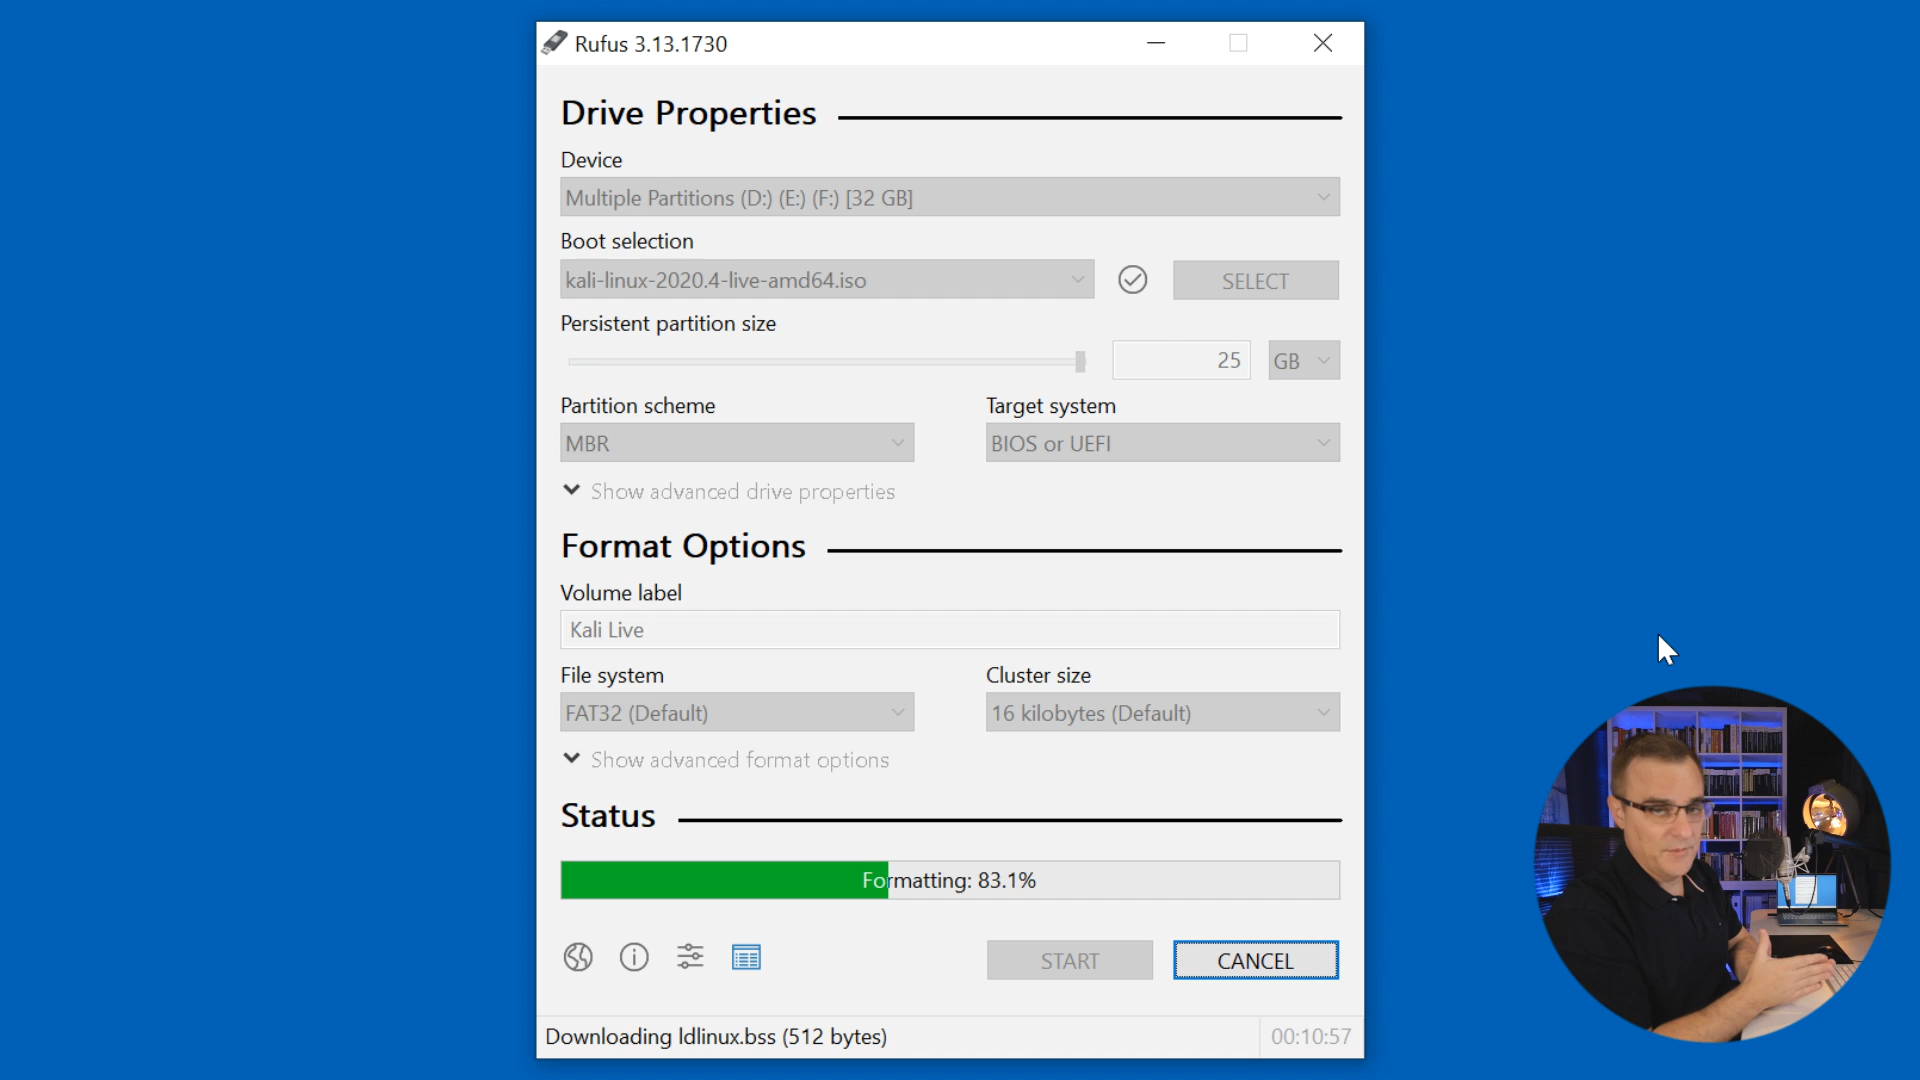 Rufus 3.13.1730
Drive Properties
Device
Multiple Partitions (D:) (E:) (F:) [32 GB]
Boot selection
kali-linux-2020.4-live-amd64.iso
SELECT
Persistent partition size
25
GB
Partition scheme
Target system
MBR
BIOS or UEFI
Show advanced drive properties
Format Options
Volume label
Kali Live
File system
Cluster size
FAT32 (Default)
16 kilobytes (Default)
Show advanced format options
Status
Formatting: 83.1%
START
CANCEL
Downloading ldlinux.bss (512 bytes)
00:10:57